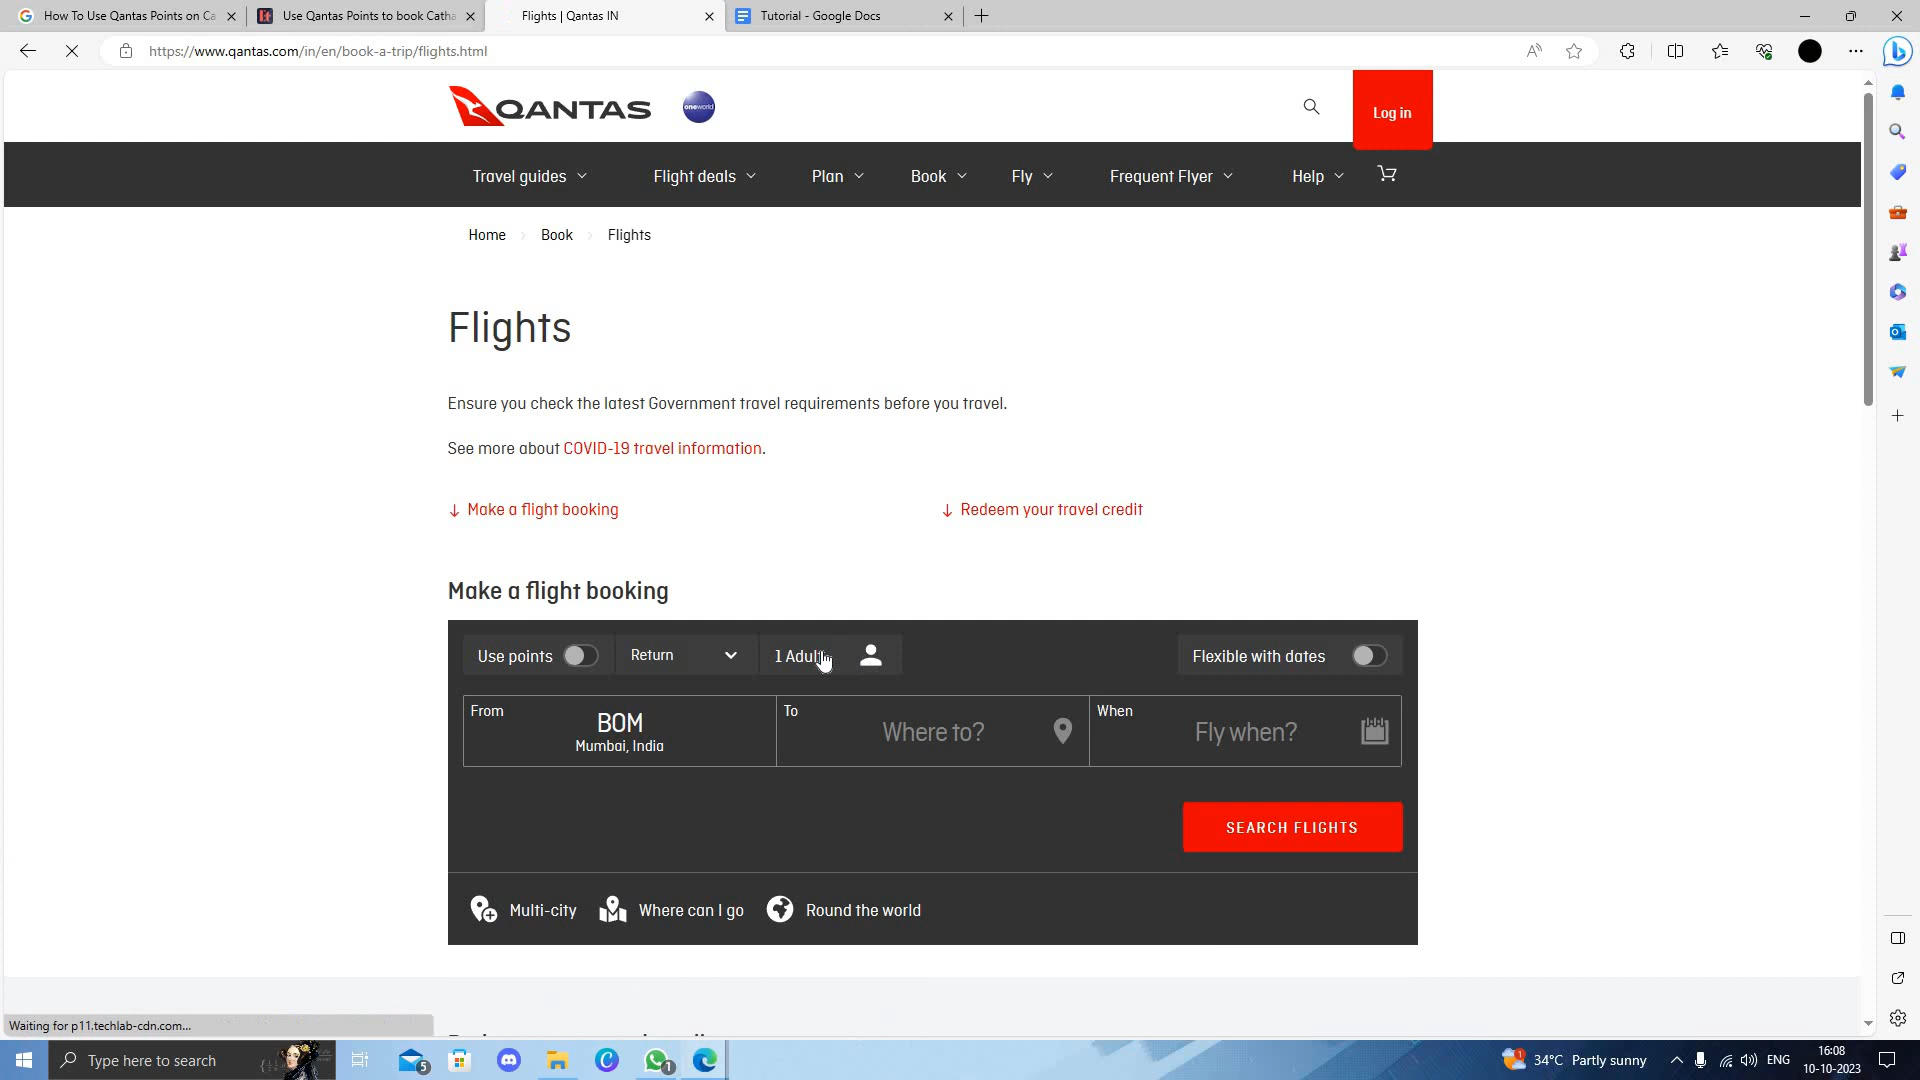 How To Use Qantas Points on Ca
Use Qantas Points to book Catha
Flights | Qantas IN
Tutorial - Google Docs
https://www.qantas.com/in/en/book-a-trip/flights.html
QANTAS
oneworld
Log in
Travel guides
Flight deals
Plan
Book
Fly
Frequent Flyer
Help
Home
Book
Flights
Flights
Ensure you check the latest Government travel requirements before you travel.
See more about COVID-19 travel information.
↓ Make a flight booking
↓ Redeem your travel credit
Make a flight booking
Use points
Return
1 Adult
Flexible with dates
From
BOM
Mumbai, India
To
Where to?
When
Fly when?
SEARCH FLIGHTS
Multi-city
Where can I go
Round the world
Waiting for p11.techlab-cdn.com...
Type here to search
5
1
1
34°C Partly sunny
ENG
16:08
10-10-2023